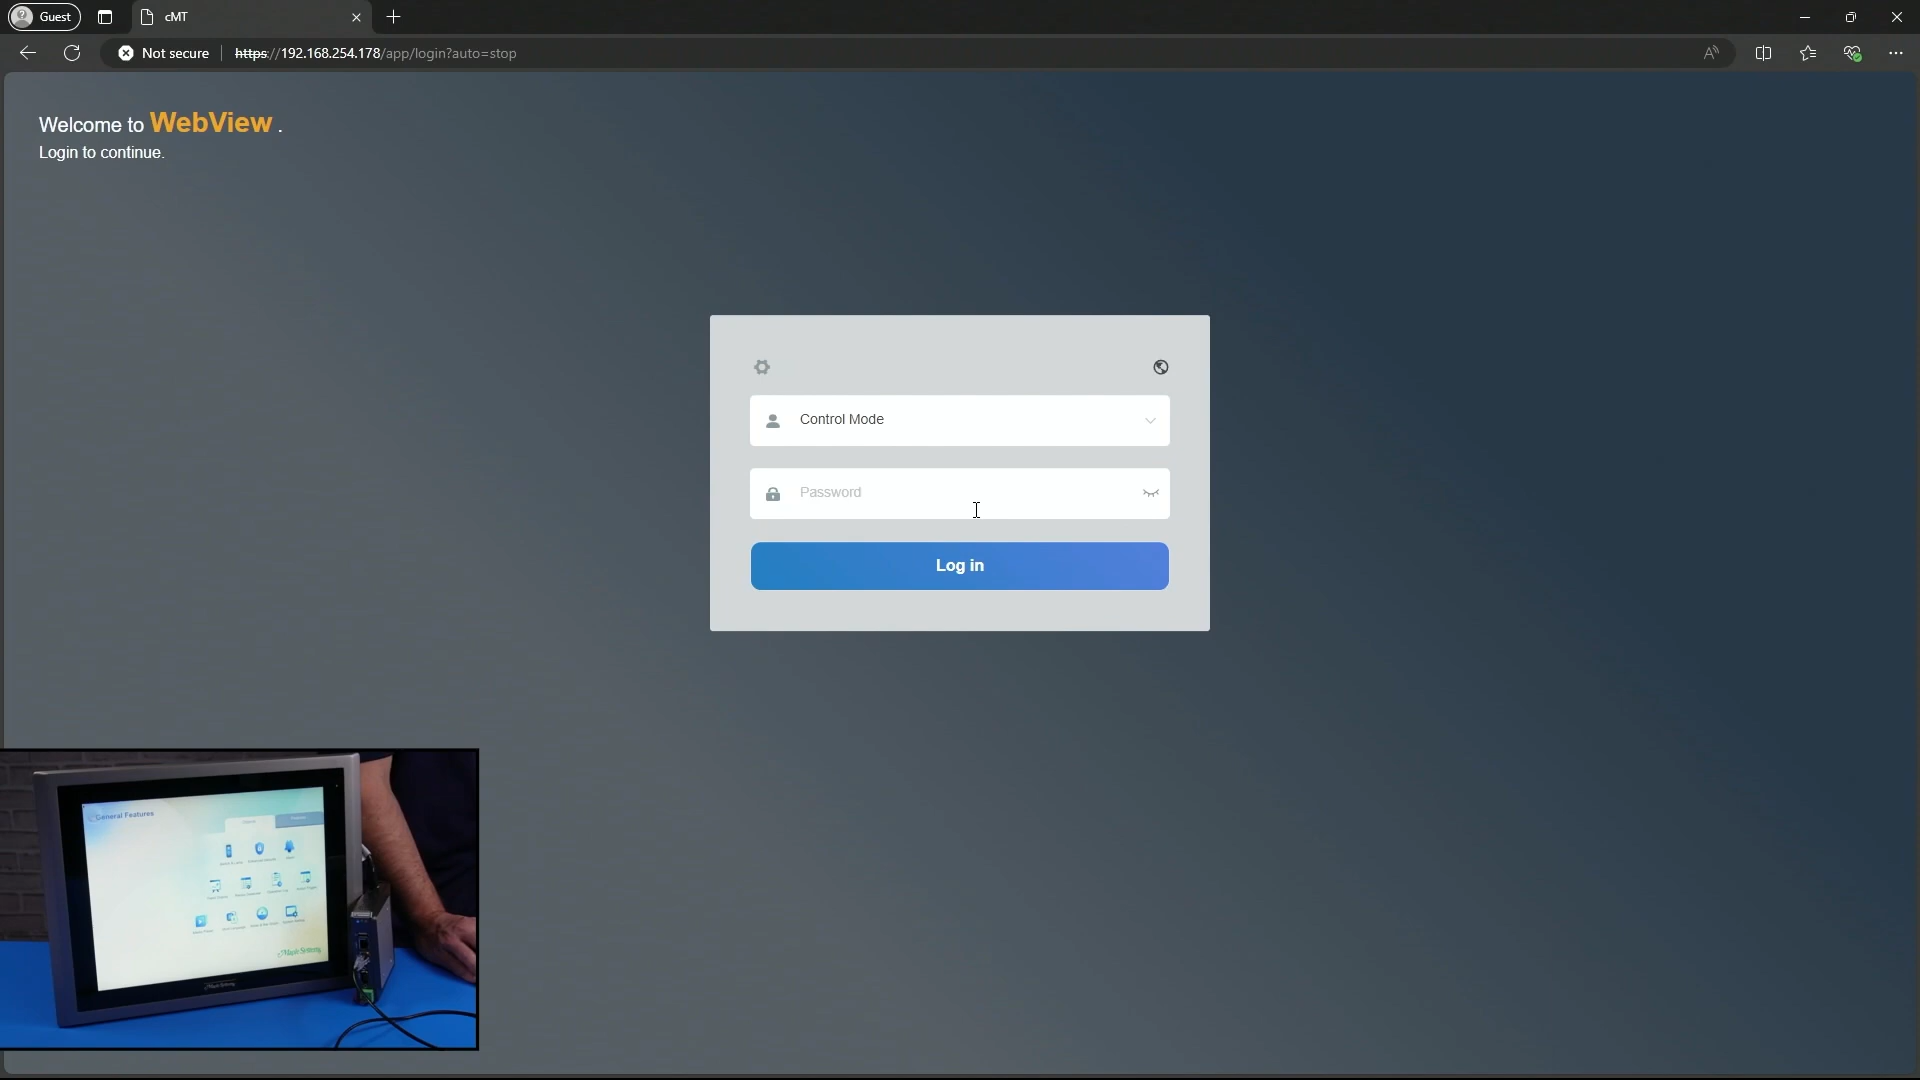 Guest
cMT
Not secure
https://192.168.254.178/app/login?auto=stop
Welcome to WebView .
Login to continue.
Control Mode
Password
Log in
General Features